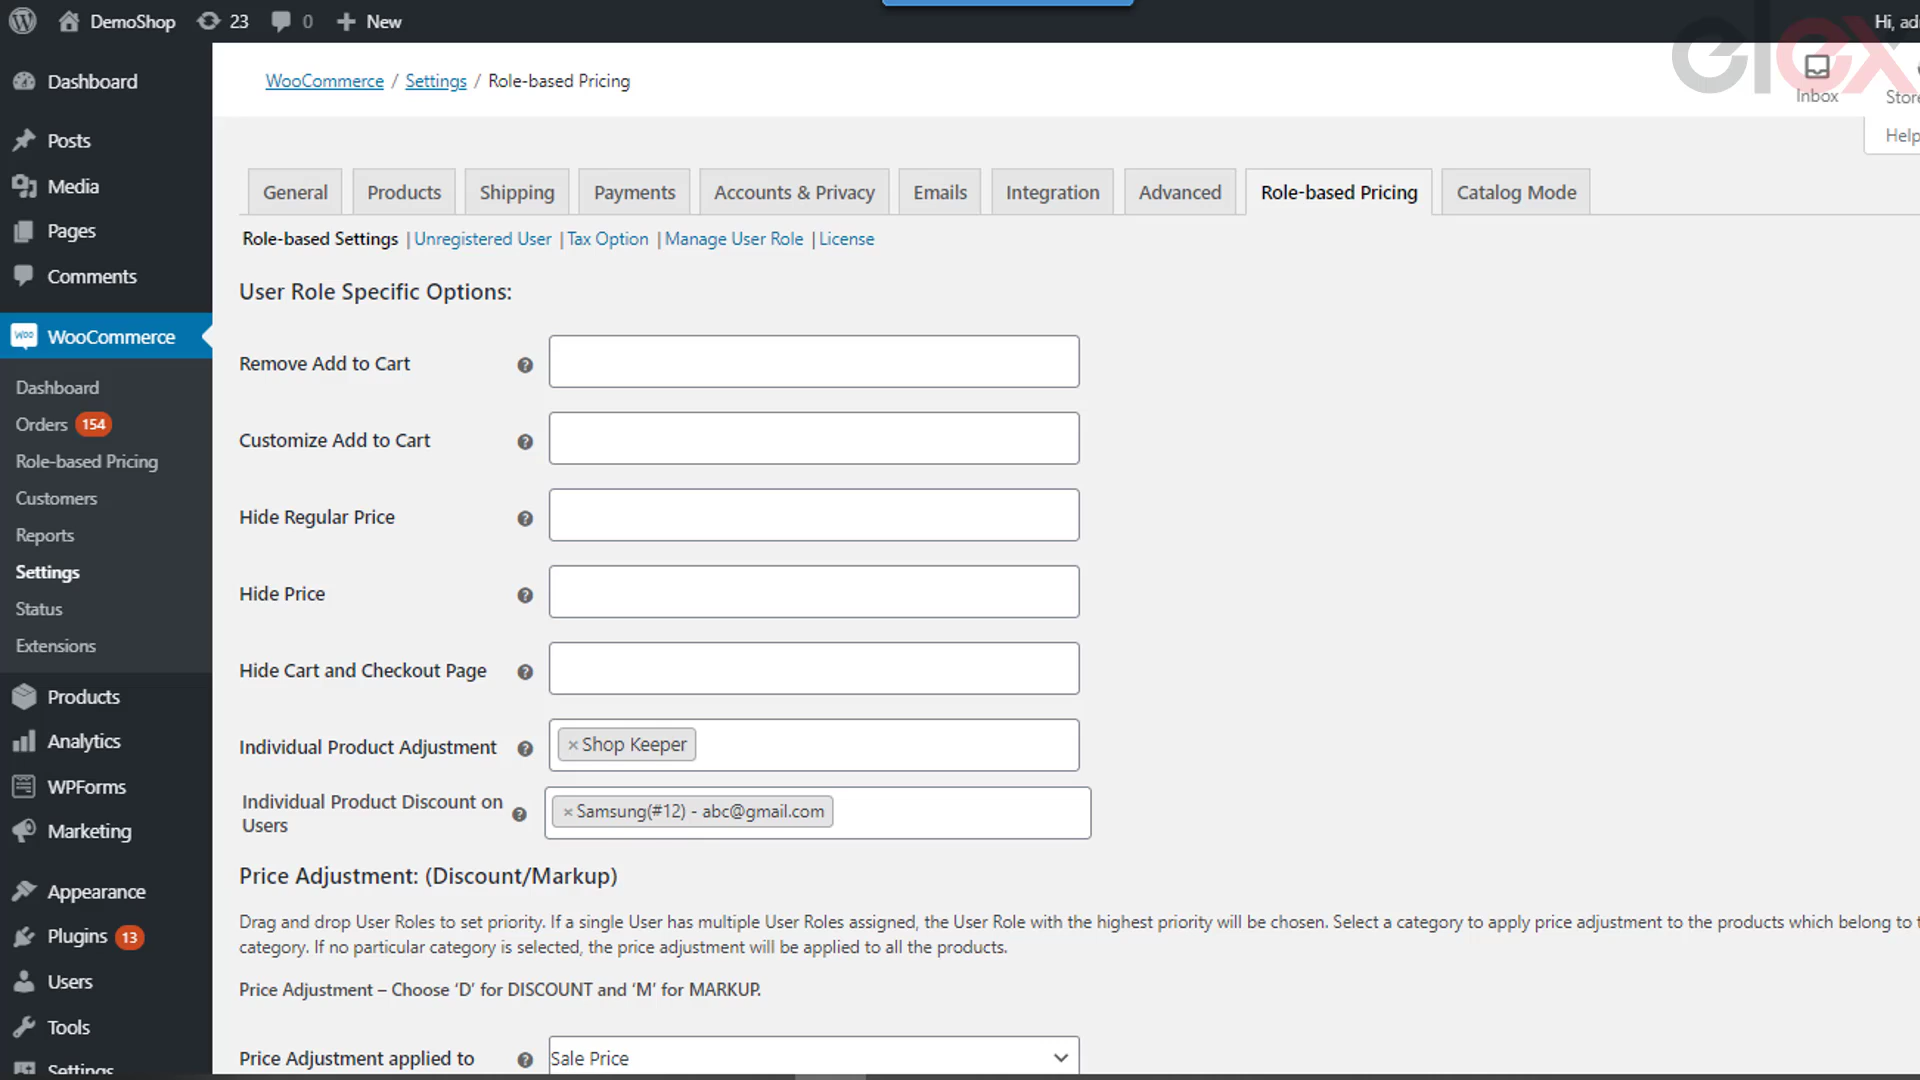 DemoShop 23 0 New Hi, ad
elex
Inbox
Store
Help
WooCommerce / Settings / Role-based Pricing
Dashboard
Posts
Media
Pages
Comments
WooCommerce
Dashboard
Orders 154
Role-based Pricing
Customers
Reports
Settings
Status
Extensions
Products
Analytics
WPForms
Marketing
Appearance
Plugins 13
Users
Tools
Settings
General Products Shipping Payments Accounts & Privacy Emails Integration Advanced Role-based Pricing Catalog Mode
Role-based Settings | Unregistered User | Tax Option | Manage User Role | License
User Role Specific Options:
Remove Add to Cart
Customize Add to Cart
Hide Regular Price
Hide Price
Hide Cart and Checkout Page
Individual Product Adjustment × Shop Keeper
Individual Product Discount on
Users
× Samsung(#12) - abc@gmail.com
Price Adjustment: (Discount/Markup)
Drag and drop User Roles to set priority. If a single User has multiple User Roles assigned, the User Role with the highest priority will be chosen. Select a category to apply price adjustment to the products which belong to t
category. If no particular category is selected, the price adjustment will be applied to all the products.
Price Adjustment – Choose ‘D’ for DISCOUNT and ‘M’ for MARKUP.
Price Adjustment applied to Sale Price